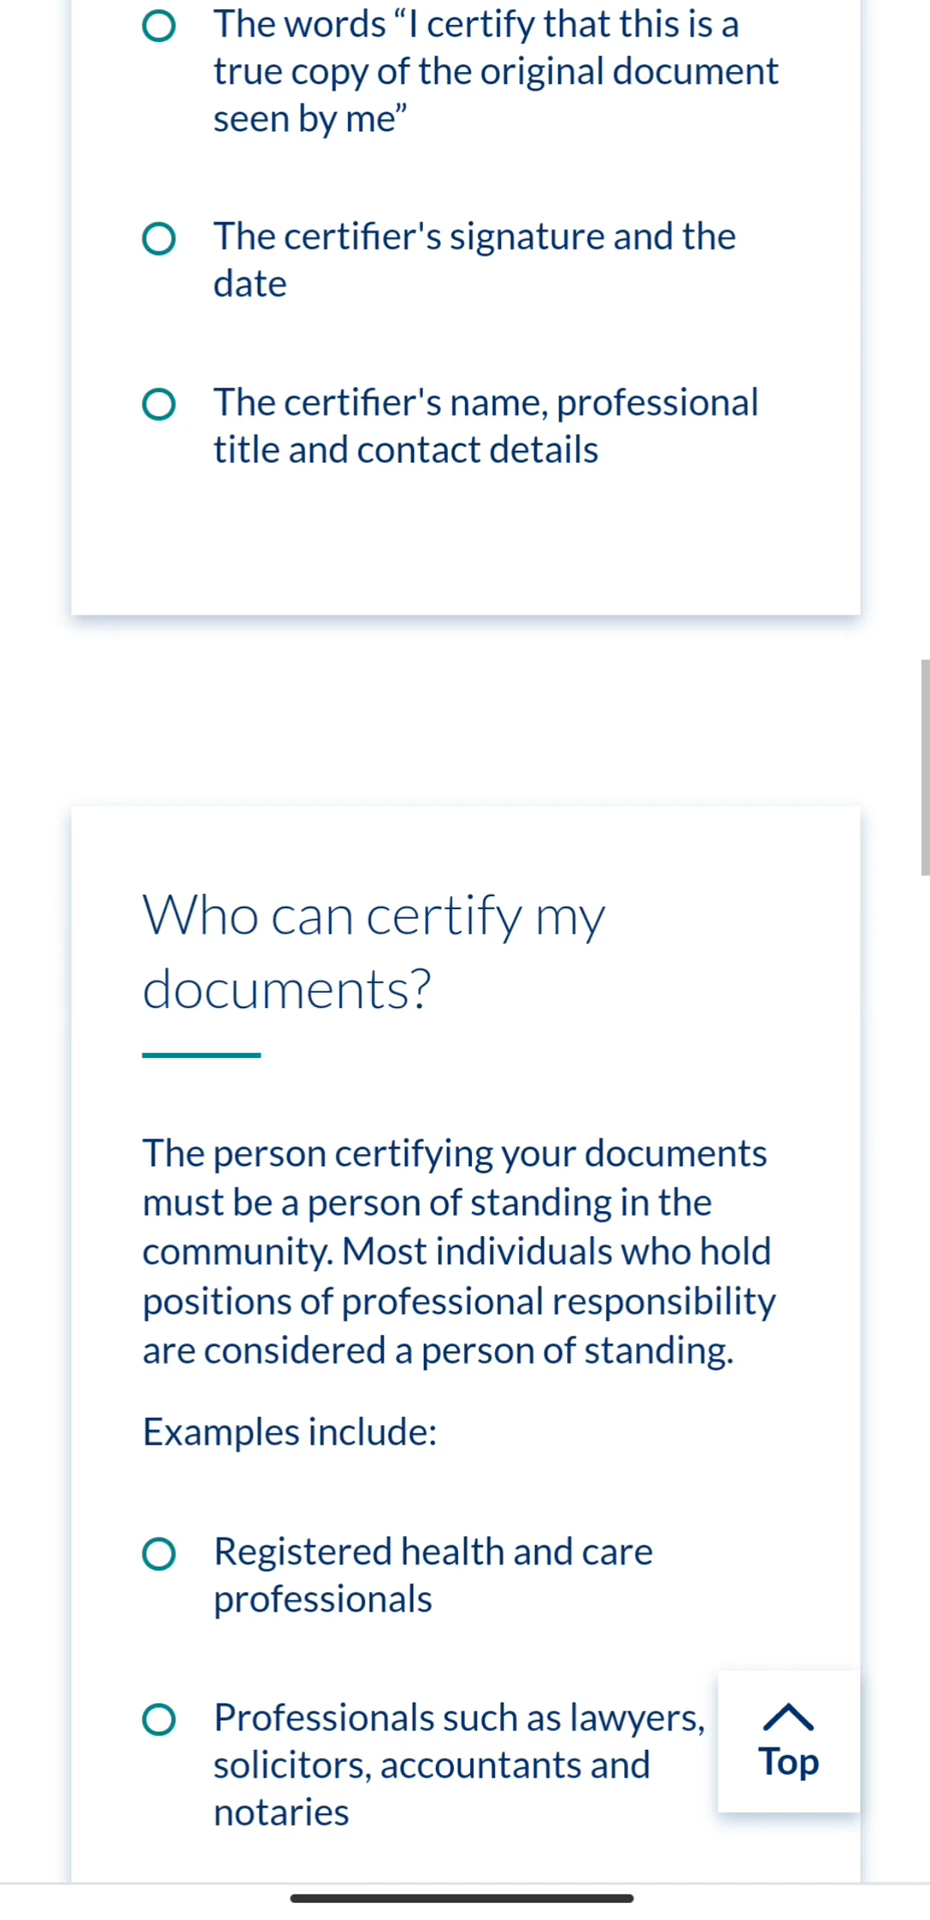 The words “I certify that this is a
true copy of the original document
seen by me”
The certifier's signature and the
date
The certifier's name, professional
title and contact details
Who can certify my
documents?
The person certifying your documents
must be a person of standing in the
community. Most individuals who hold
positions of professional responsibility
are considered a person of standing.
Examples include:
Registered health and care
professionals
Professionals such as lawyers,
solicitors, accountants and
notaries
Top